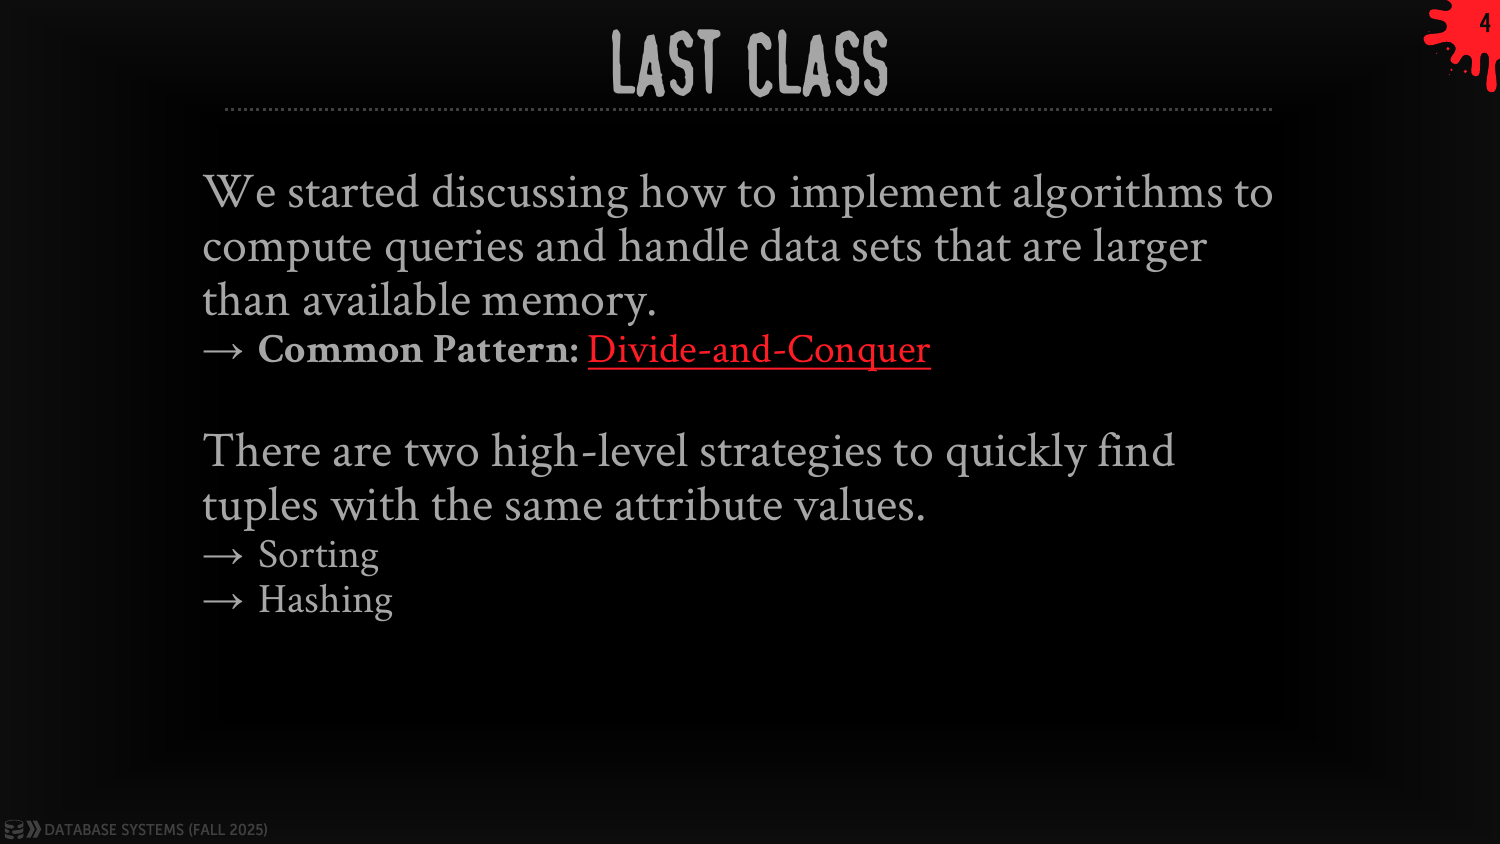 4
LAST CLASS
We started discussing how to implement algorithms to
compute queries and handle data sets that are larger
than available memory.
→ Common Pattern: Divide-and-Conquer
There are two high-level strategies to quickly find
tuples with the same attribute values.
→ Sorting
→ Hashing
DATABASE SYSTEMS (FALL 2025)